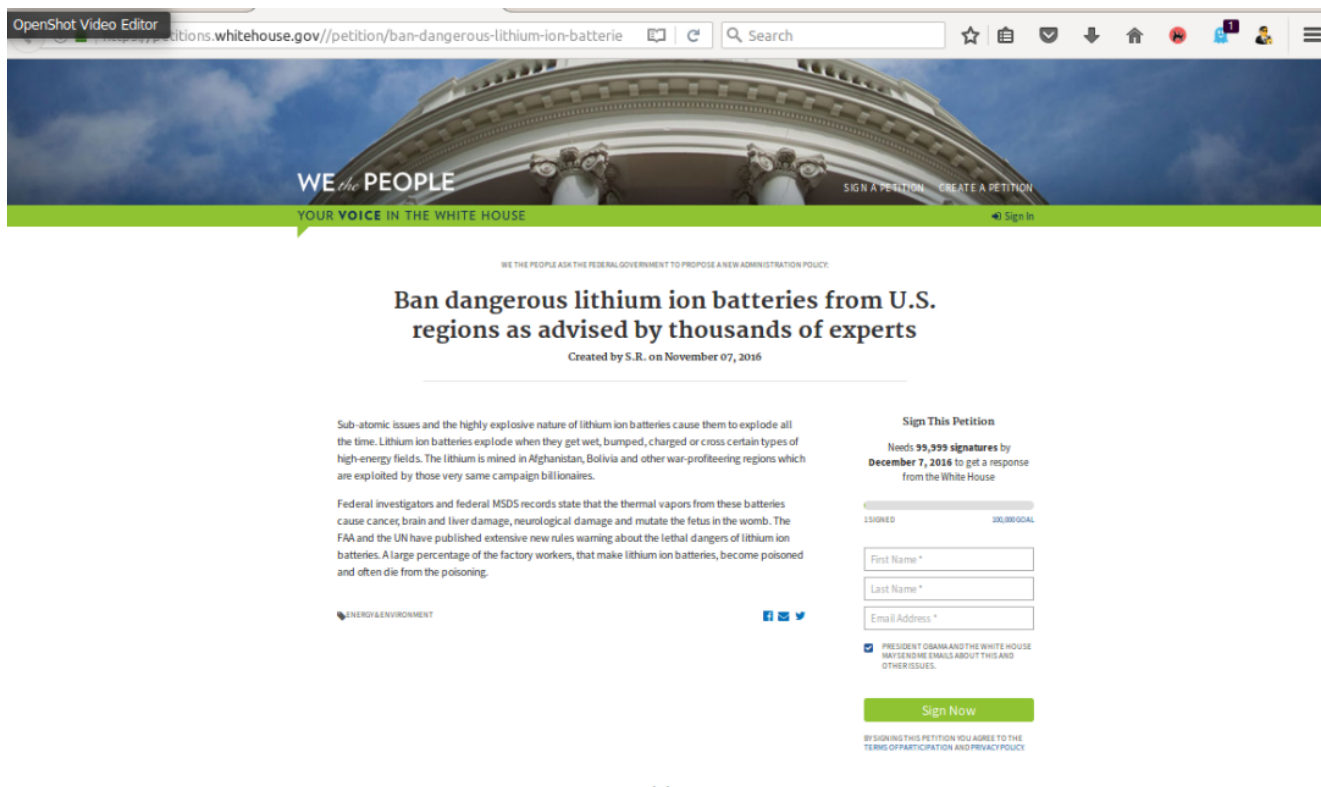 OpenShot Video Editor
petitions.whitehouse.gov//petition/ban-dangerous-lithium-ion-batterie
Search
1
WE the PEOPLE
SIGN A PETITION CREATE A PETITION
YOUR VOICE IN THE WHITE HOUSE
Sign In
WE THE PEOPLE ASK THE FEDERAL GOVERNMENT TO PROPOSE A NEW ADMINISTRATION POLICY:
Ban dangerous lithium ion batteries from U.S.
regions as advised by thousands of experts
Created by S.R. on November 07, 2016
Sub-atomic issues and the highly explosive nature of lithium ion batteries cause them to explode all
the time. Lithium ion batteries explode when they get wet, bumped, charged or cross certain types of
high-energy fields. The lithium is mined in Afghanistan, Bolivia and other war-profiteering regions which
are exploited by those very same campaign billionaires.
Federal investigators and federal MSDS records state that the thermal vapors from these batteries
cause cancer, brain and liver damage, neurological damage and mutate the fetus in the womb. The
FAA and the UN have published extensive new rules warning about the lethal dangers of lithium ion
batteries. A large percentage of the factory workers, that make lithium ion batteries, become poisoned
and often die from the poisoning.
ENERGY & ENVIRONMENT
Sign This Petition
Needs 99,999 signatures by
December 7, 2016 to get a response
from the White House
1 SIGNED 100,000 GOAL
First Name *
Last Name *
Email Address *
PRESIDENT OBAMA AND THE WHITE HOUSE
MAY SEND ME EMAILS ABOUT THIS AND
OTHER ISSUES.
Sign Now
BY SIGNING THIS PETITION YOU AGREE TO THE
TERMS OF PARTICIPATION AND PRIVACY POLICY.